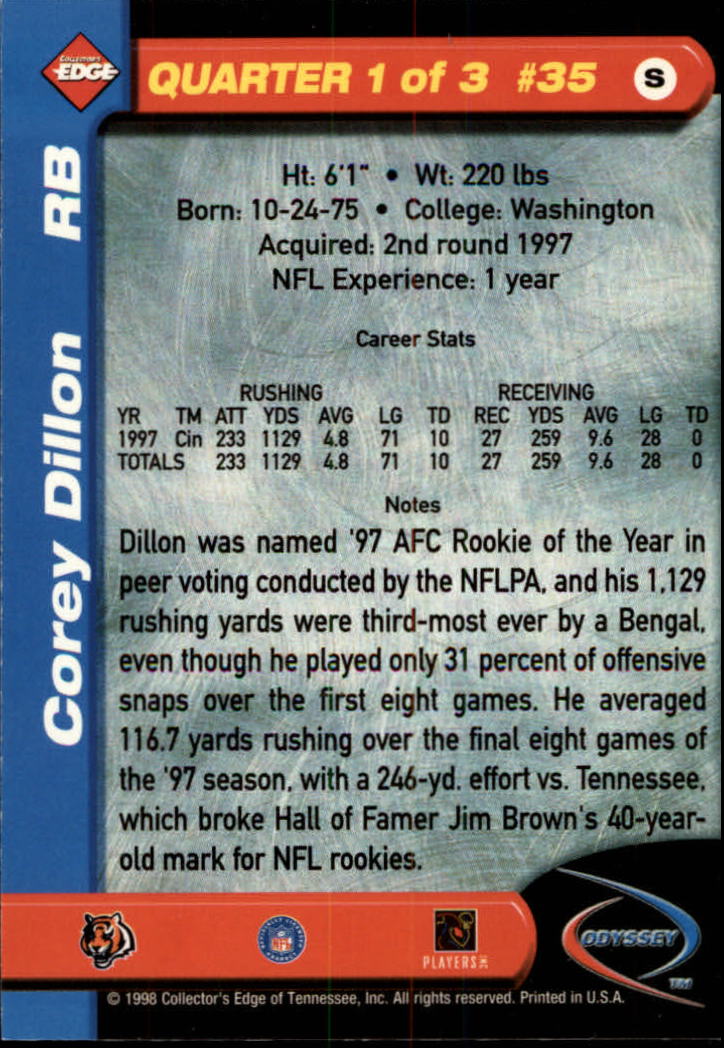 COLLECTOR'S
EDGE
QUARTER 1 of 3 #35 S
Corey Dillon RB
Ht: 6'1" • Wt: 220 lbs
Born: 10-24-75 • College: Washington
Acquired: 2nd round 1997
NFL Experience: 1 year
Career Stats
RUSHING RECEIVING
YR TM ATT YDS AVG LG TD REC YDS AVG LG TD
1997 Cin 233 1129 4.8 71 10 27 259 9.6 28 0
TOTALS 233 1129 4.8 71 10 27 259 9.6 28 0
Notes
Dillon was named '97 AFC Rookie of the Year in
peer voting conducted by the NFLPA, and his 1,129
rushing yards were third-most ever by a Bengal,
even though he played only 31 percent of offensive
snaps over the first eight games. He averaged
116.7 yards rushing over the final eight games of
the '97 season, with a 246-yd. effort vs. Tennessee,
which broke Hall of Famer Jim Brown's 40-year-
old mark for NFL rookies.
NFL
PLAYERS INC
ODYSSEY
TM
© 1998 Collector's Edge of Tennessee, Inc. All rights reserved. Printed in U.S.A.